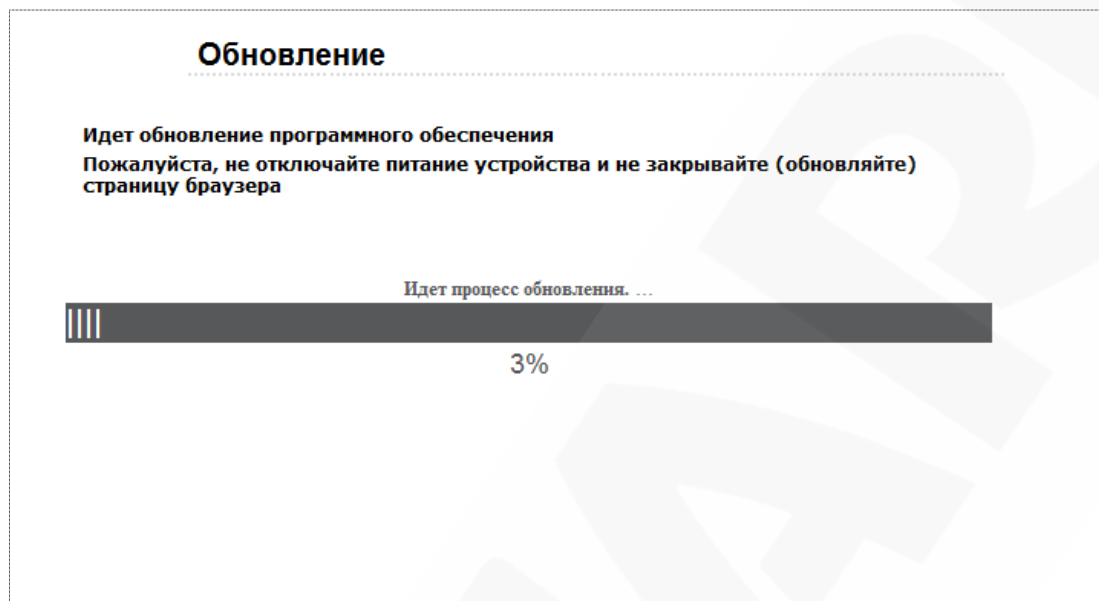 Обновление
Идет обновление программного обеспечения
Пожалуйста, не отключайте питание устройства и не закрывайте (обновляйте)
страницу браузера
Идет процесс обновления. ...
3%